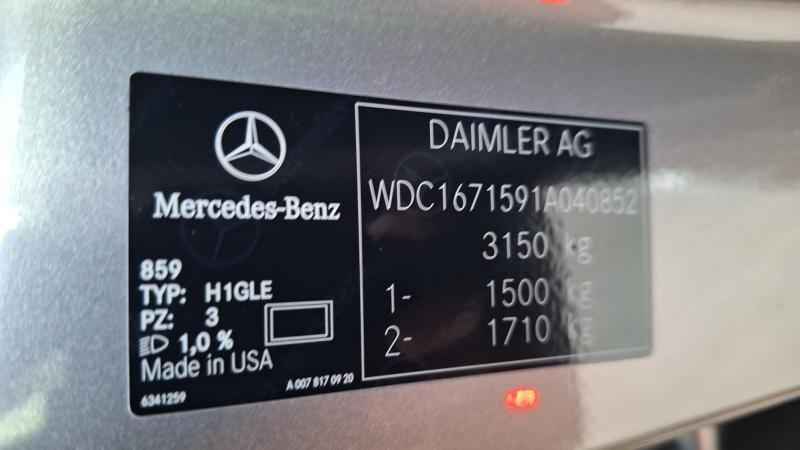 Mercedes-Benz
859
TYP: H1GLE
PZ: 3
1,0 %
Made in USA
6341259
A 007 817 09 20
DAIMLER AG
WDC1671591A040852
3150 kg
1- 1500 kg
2- 1710 kg